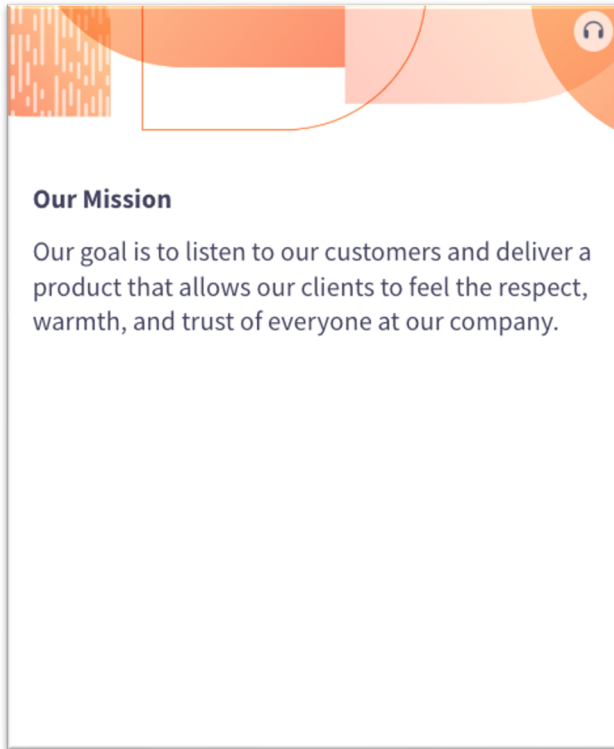 Our Mission
Our goal is to listen to our customers and deliver a
product that allows our clients to feel the respect,
warmth, and trust of everyone at our company.